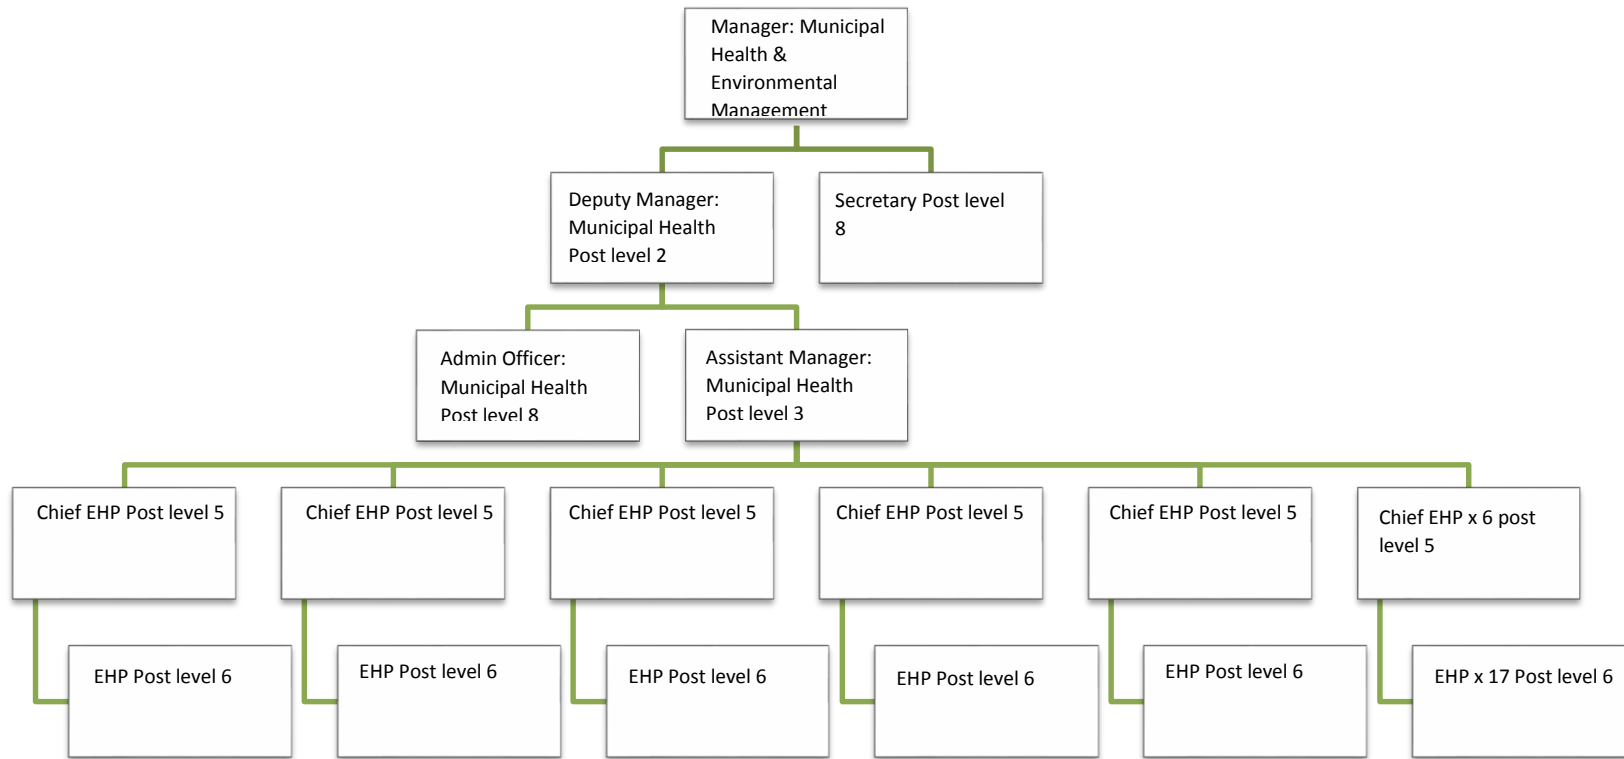 Manager: Municipal
Health &
Environmental
Management
Deputy Manager:
Municipal Health
Post level 2
Secretary Post level
8
Admin Officer:
Municipal Health
Post level 8
Assistant Manager:
Municipal Health
Post level 3
Chief EHP Post level 5
Chief EHP Post level 5
Chief EHP Post level 5
Chief EHP Post level 5
Chief EHP Post level 5
Chief EHP x 6 post
level 5
EHP Post level 6
EHP Post level 6
EHP Post level 6
EHP Post level 6
EHP Post level 6
EHP x 17 Post level 6